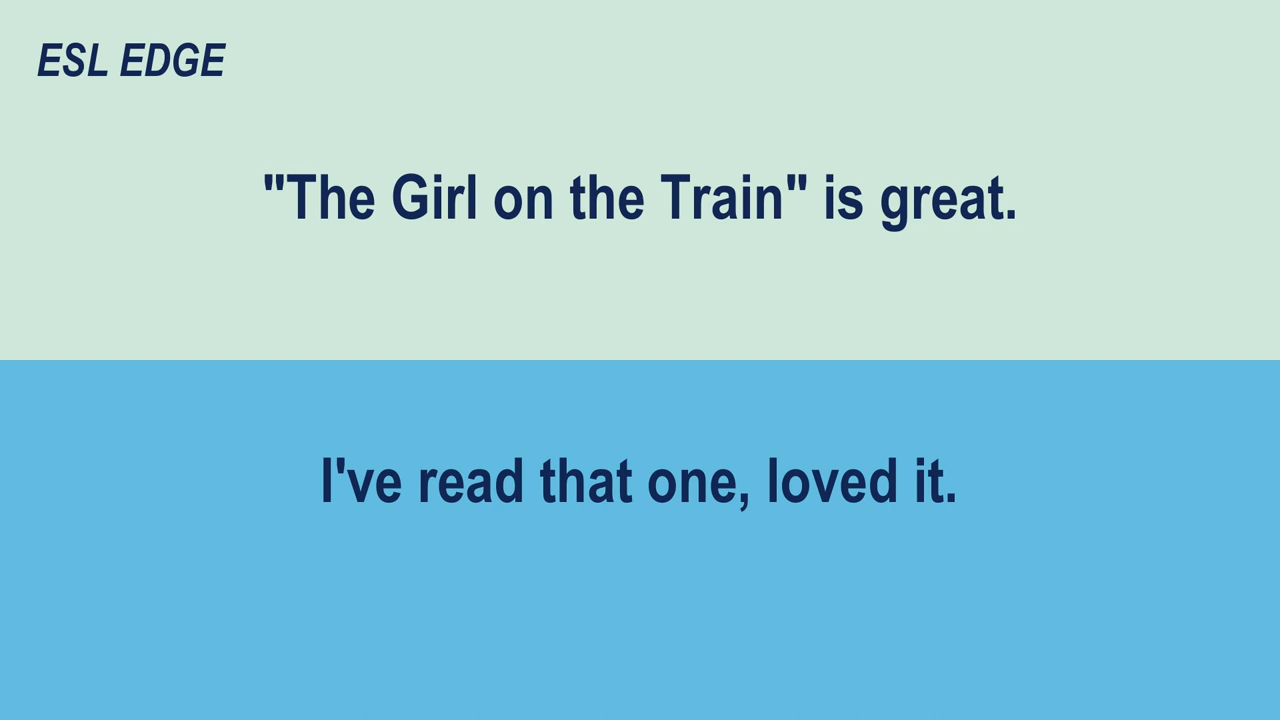 ESL EDGE
"The Girl on the Train" is great.
I've read that one, loved it.